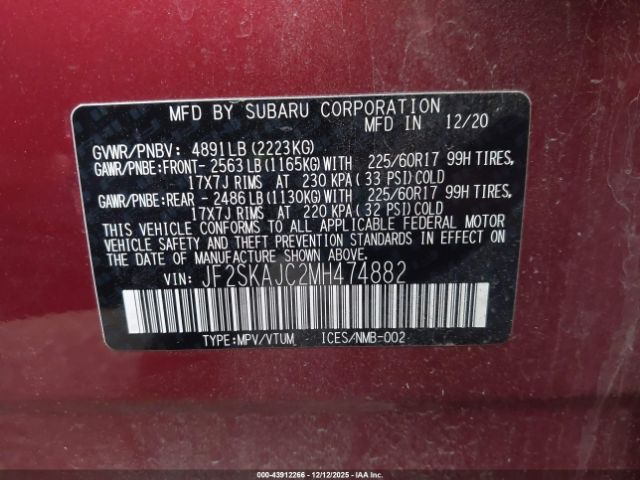 MFD BY SUBARU CORPORATION
MFD IN 12/20
GVWR/PNBV: 4891LB(2223KG)
GAWR/PNBE:FRONT- 2563LB(1165KG)WITH 225/60R17 99H TIRES,
17X7J RIMS AT 230 KPA(33 PSI)COLD
GAWR/PNBE:REAR - 2486LB(1130KG)WITH 225/60R17 99H TIRES,
17X7J RIMS AT 220 KPA(32 PSI)COLD
THIS VEHICLE CONFORMS TO ALL APPLICABLE FEDERAL MOTOR
VEHICLE SAFETY AND THEFT PREVENTION STANDARDS IN EFFECT
ON THE DATE OF MANUFACTURE SHOWN ABOVE.
VIN: JF2SKAJC2MH474882
TYPE:MPV/VTUM ICES/NMB-002
000-43912266 - 12/12/2025 - IAA Inc.